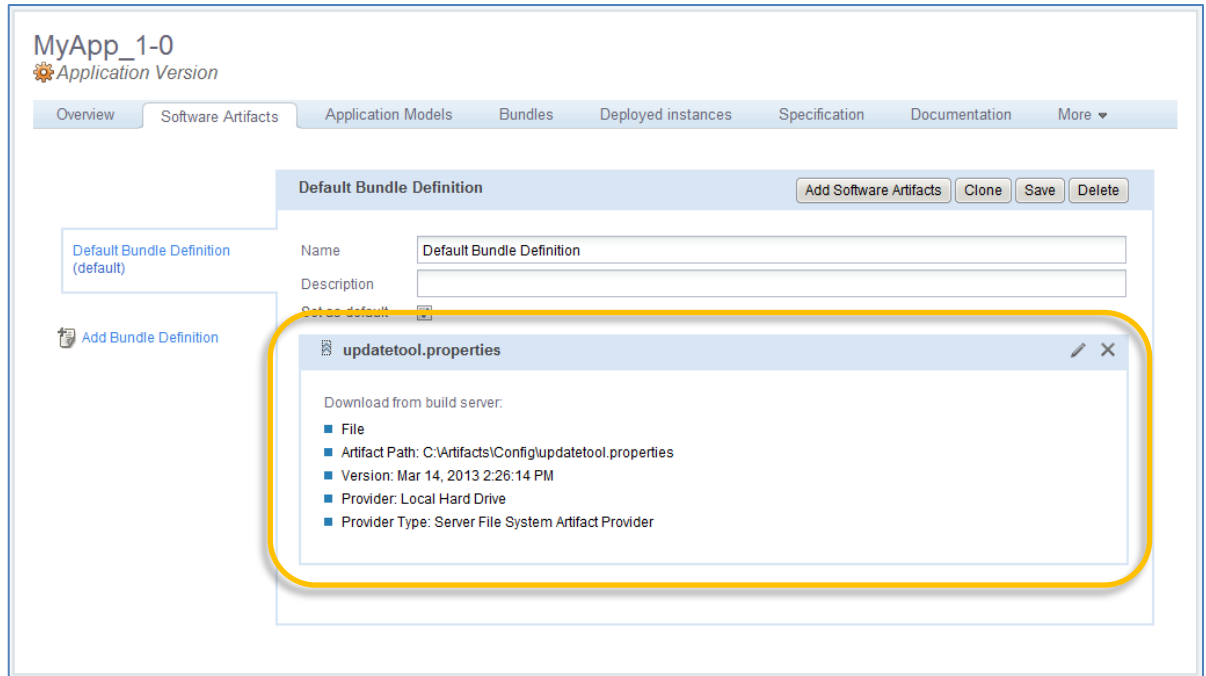 MyApp_1-0
Application Version
Overview Software Artifacts Application Models Bundles Deployed instances Specification Documentation More
Default Bundle Definition Add Software Artifacts Clone Save Delete
Default Bundle Definition
(default)
Add Bundle Definition
Name Default Bundle Definition
Description
Set as default
updatetool.properties
Download from build server:
File
Artifact Path: C:\Artifacts\Config\updatetool.properties
Version: Mar 14, 2013 2:26:14 PM
Provider: Local Hard Drive
Provider Type: Server File System Artifact Provider